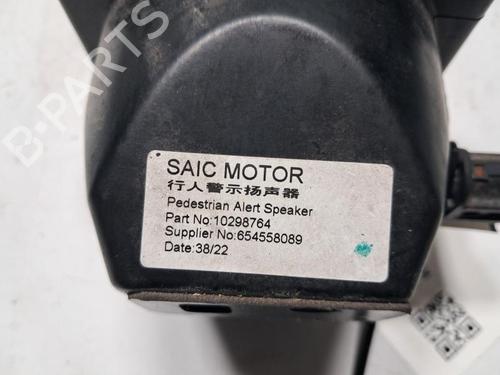 SAIC MOTOR
行人警示扬声器
Pedestrian Alert Speaker
Part No:10298764
Supplier No:654558089
Date:38/22
B-PARTS